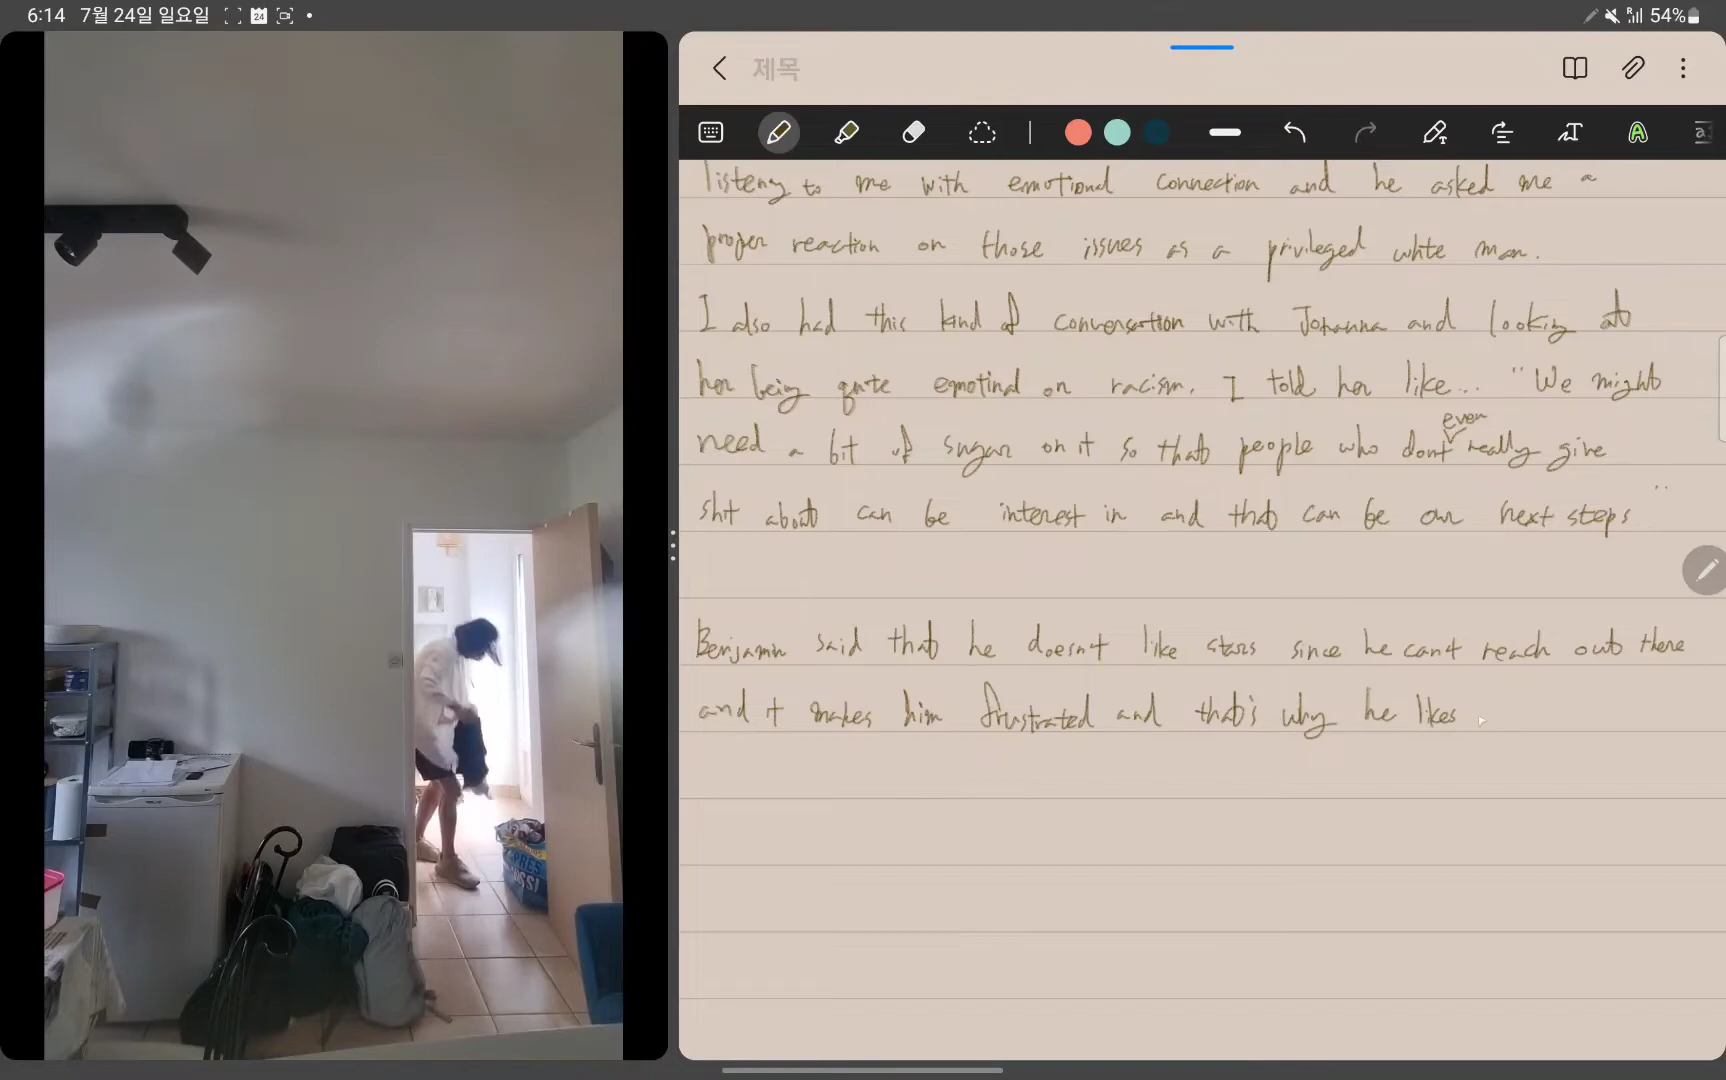 6:14 7월 24일 일요일 24 54%
제목
listeng to me with emotional connection and he asked me a
proper reaction on those issues as a privileged white man.
I also had this kind of conversation with Johanna and looking at
her being quite emotinal on racism. I told her like... "We might
even
need a bit of sugar on it so that people who dont really give
shit about can be interest in and that can be our next steps"
Benjamin said that he doesnt like stars since he can't reach out there
and it makes him frustrated and that's why he likes